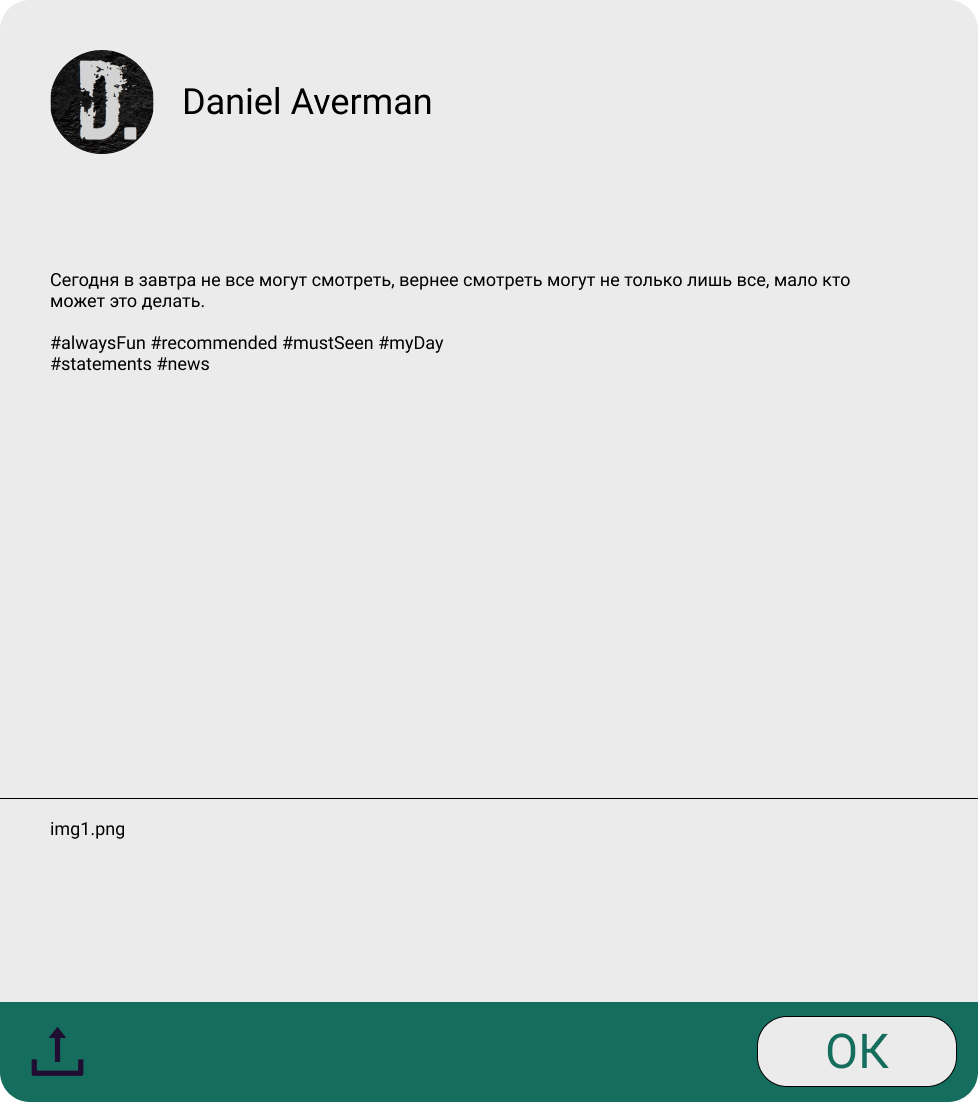 D.
Daniel Averman
Сегодня в завтра не все могут смотреть, вернее смотреть могут не только лишь все, мало кто
может это делать.
#alwaysFun #recommended #mustSeen #myDay
#statements #news
img1.png
OK